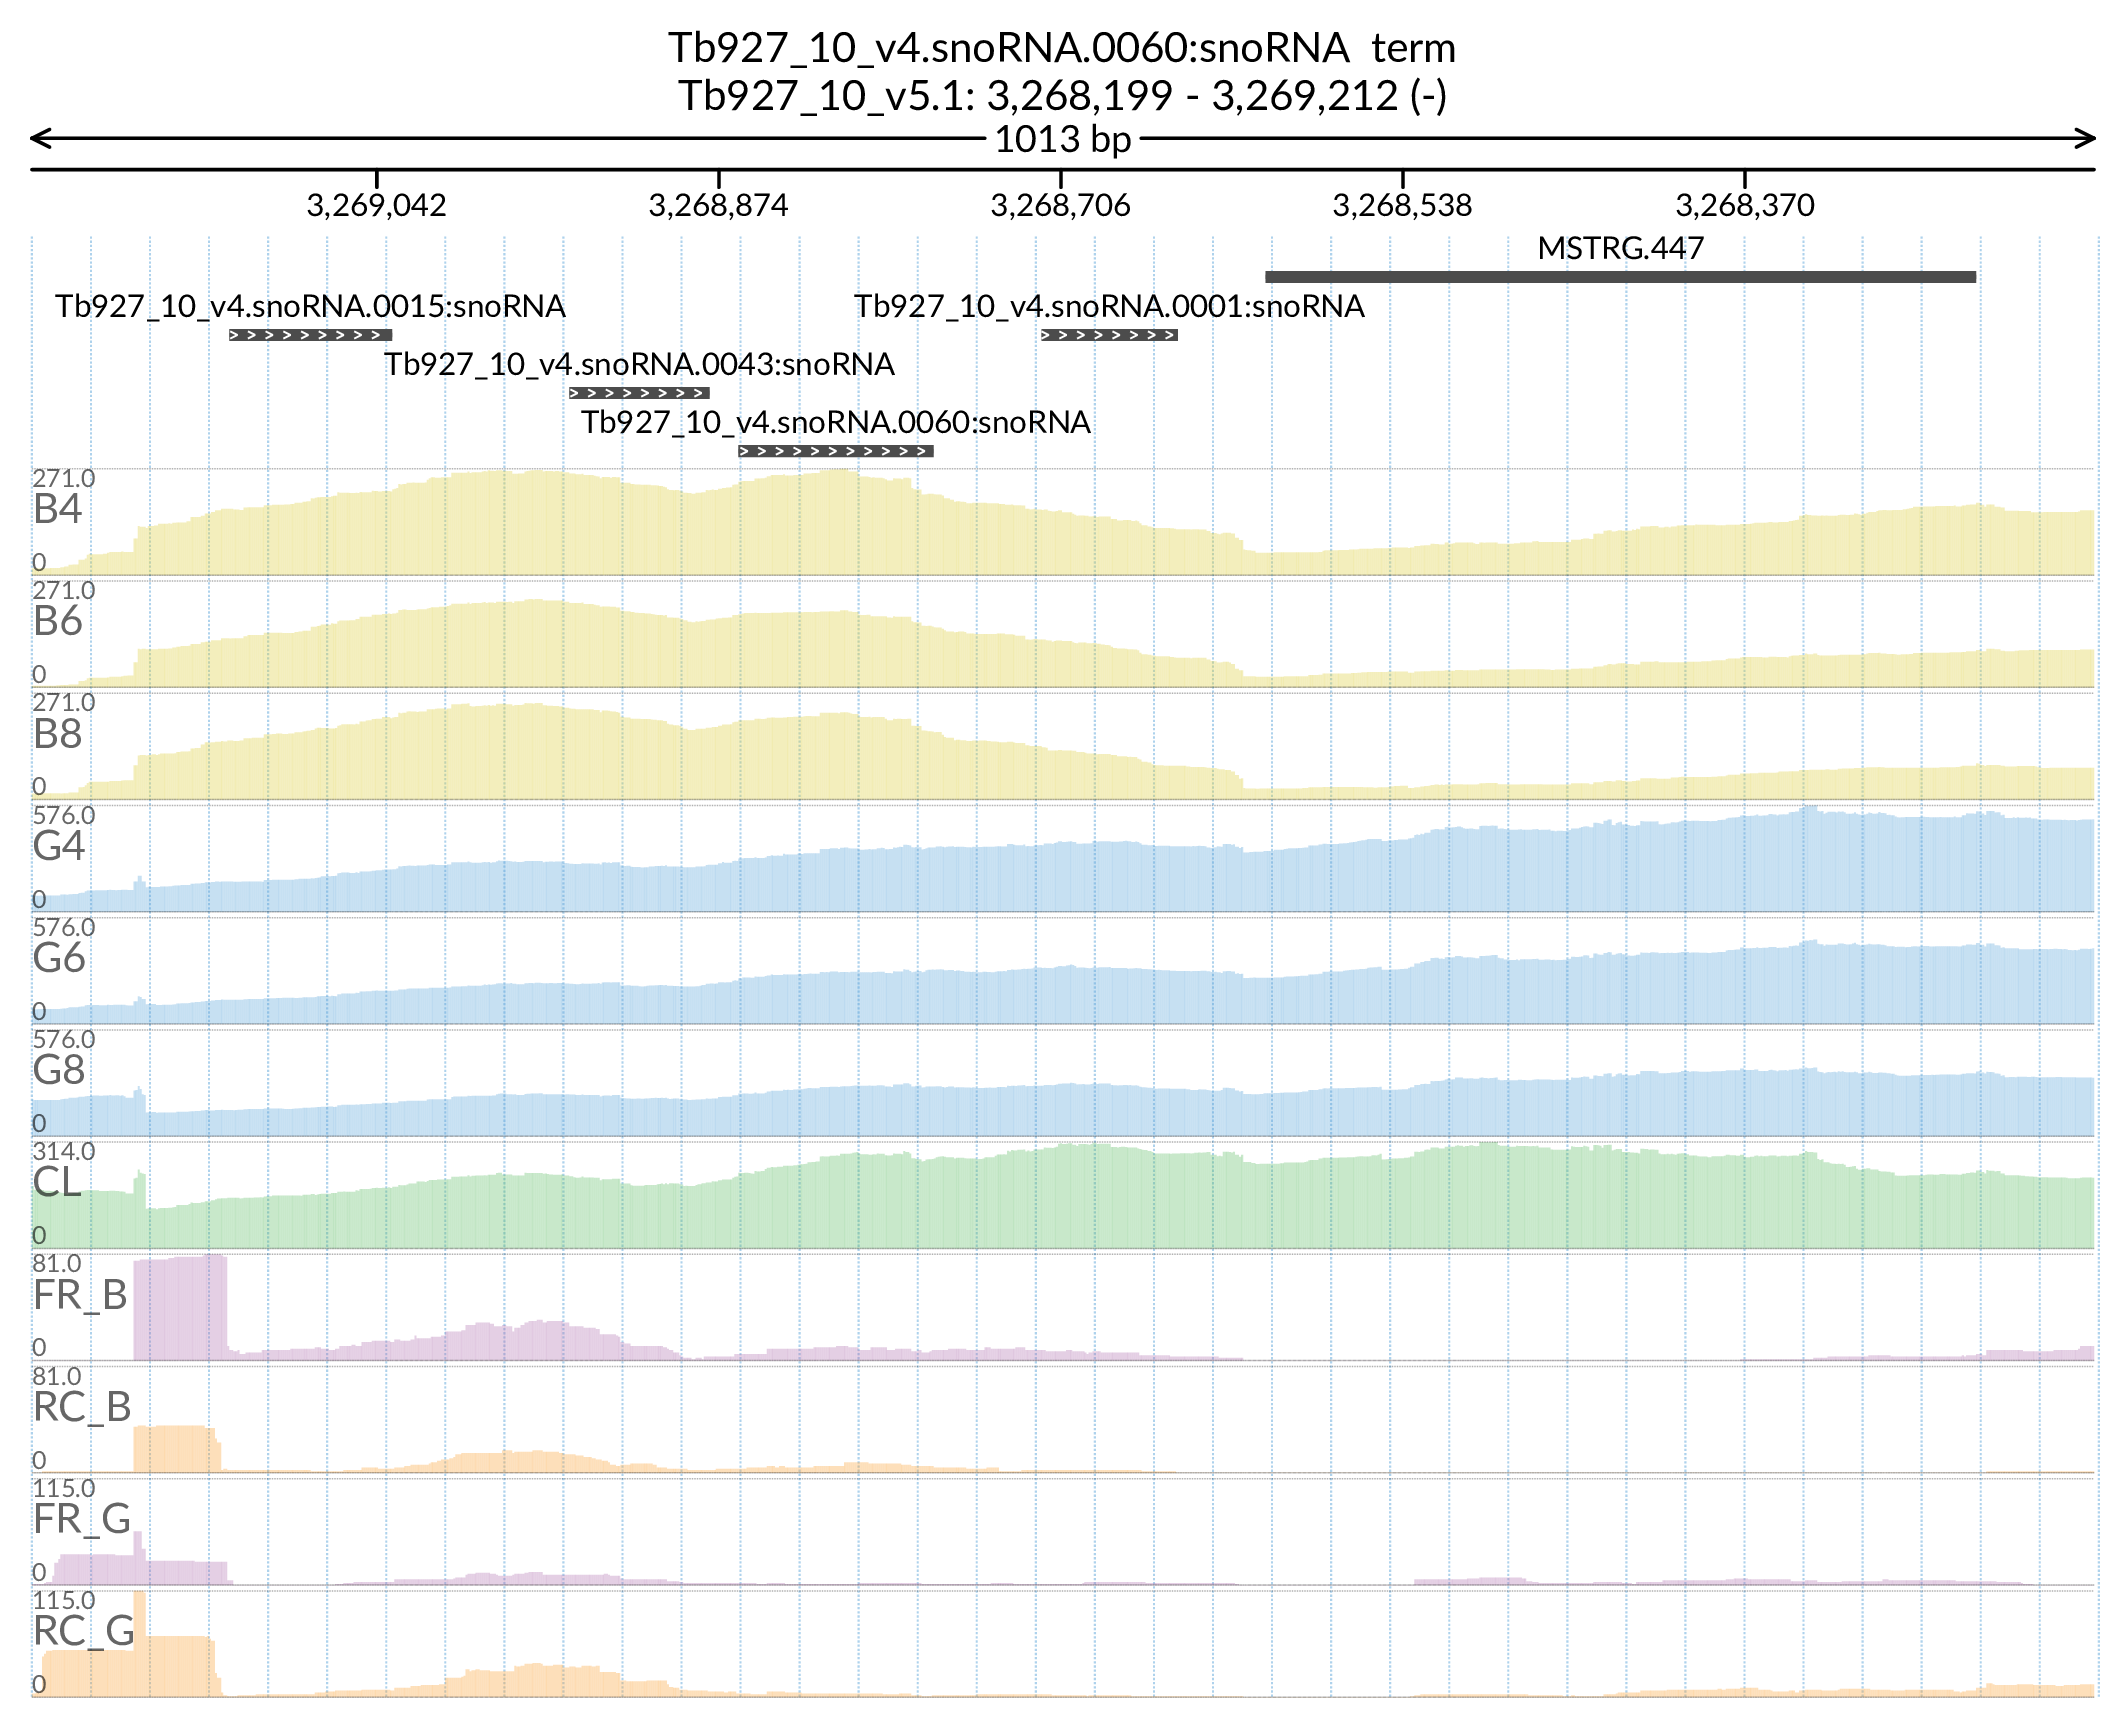 Tb927_10_v4.snoRNA.0060:snoRNA  term
Tb927_10_v5.1: 3,268,199 - 3,269,212 (-)
1013 bp
3,269,042 3,268,874 3,268,706 3,268,538 3,268,370
MSTRG.447
Tb927_10_v4.snoRNA.0015:snoRNA Tb927_10_v4.snoRNA.0001:snoRNA
Tb927_10_v4.snoRNA.0043:snoRNA
Tb927_10_v4.snoRNA.0060:snoRNA
271.0
B4
0
271.0
B6
0
271.0
B8
0
576.0
G4
0
576.0
G6
0
576.0
G8
0
314.0
CL
0
81.0
FR_B
0
81.0
RC_B
0
115.0
FR_G
0
115.0
RC_G
0